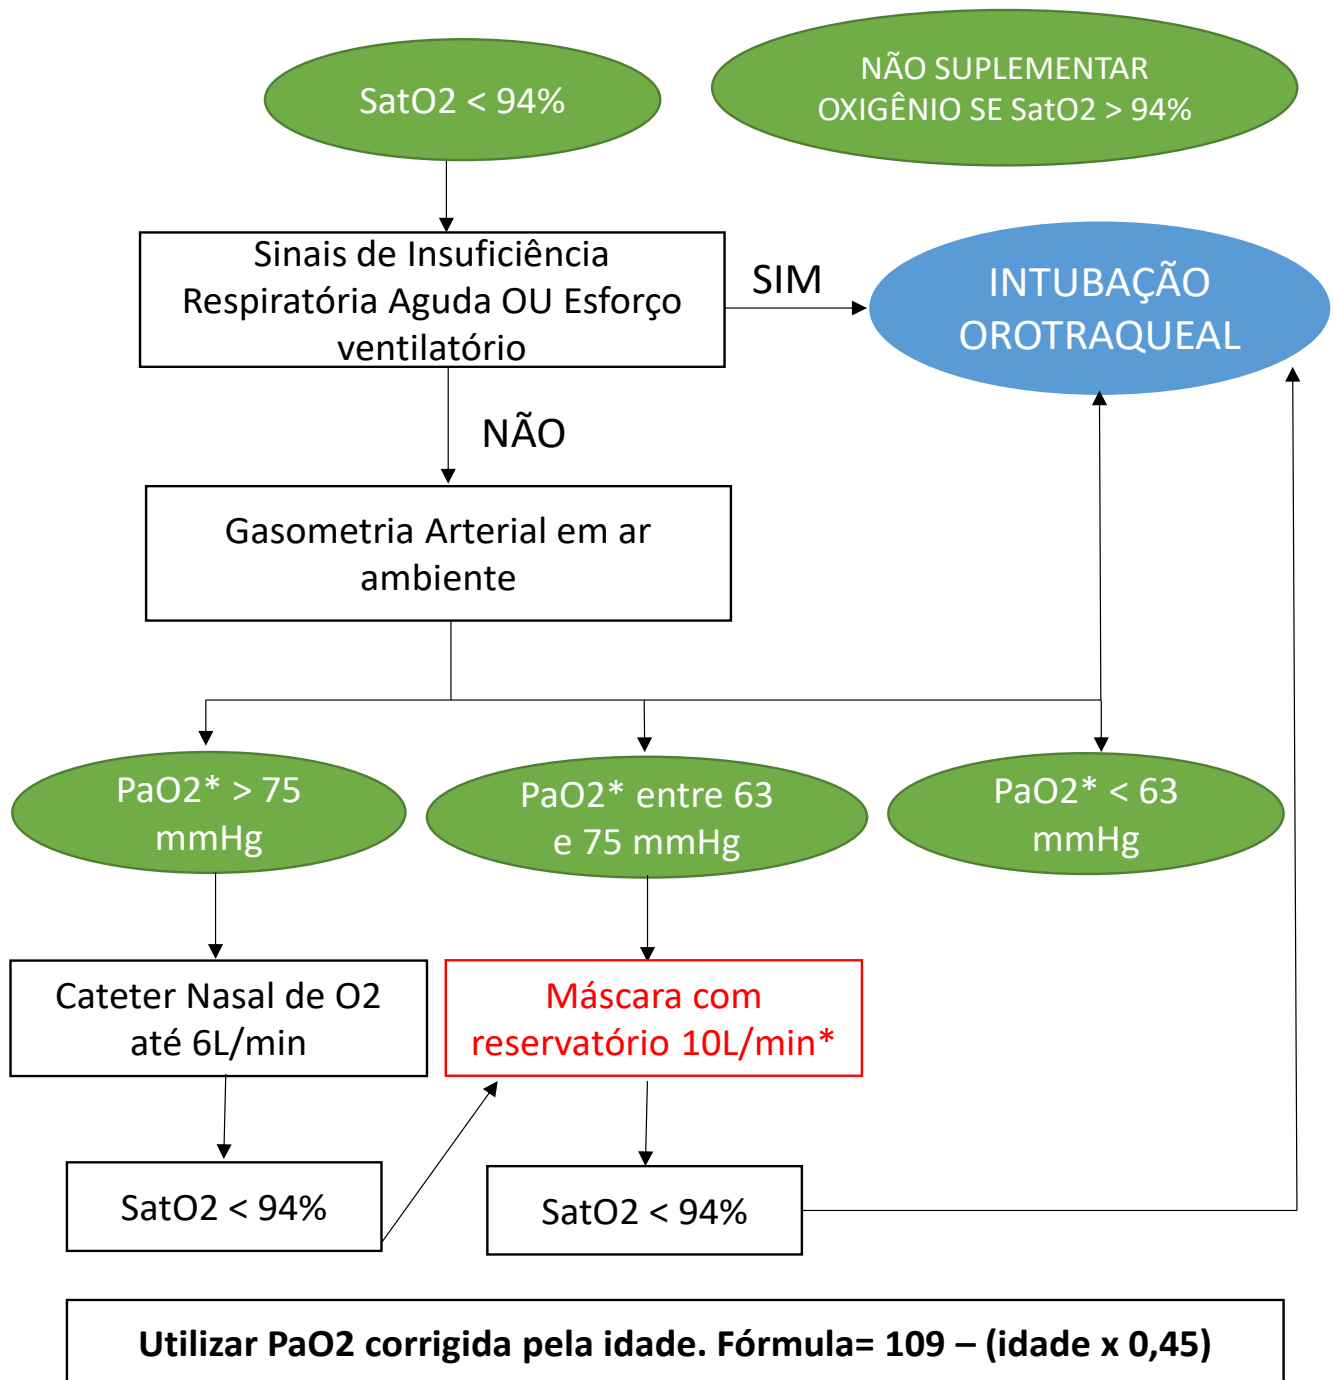 SatO2 < 94%
NÃO SUPLEMENTAR
OXIGÊNIO SE SatO2 > 94%
Sinais de Insuficiência
Respiratória Aguda OU Esforço
ventilatório
SIM
INTUBAÇÃO
OROTRAQUEAL
NÃO
Gasometria Arterial em ar
ambiente
PaO2* > 75
mmHg
PaO2* entre 63
e 75 mmHg
PaO2* < 63
mmHg
Cateter Nasal de O2
até 6L/min
Máscara com
reservatório 10L/min*
SatO2 < 94%
SatO2 < 94%
Utilizar PaO2 corrigida pela idade. Fórmula= 109 – (idade x 0,45)